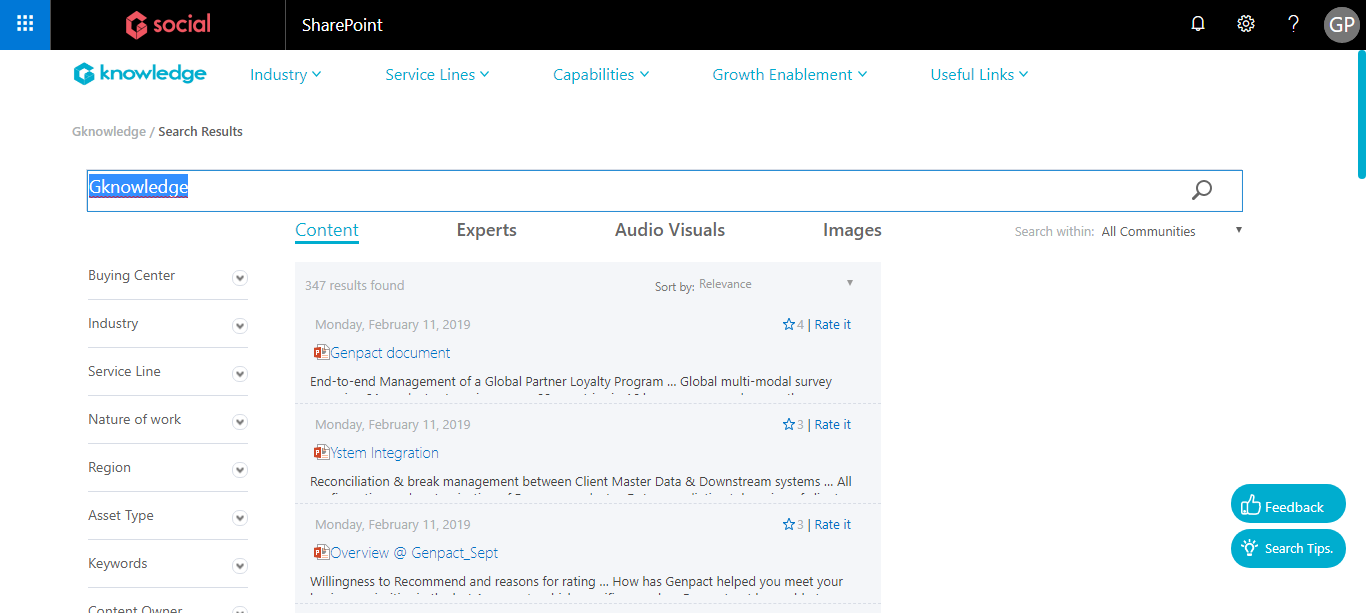 social
SharePoint
?
GP
knowledge
Industry
Service Lines
Capabilities
Growth Enablement
Useful Links
Gknowledge / Search Results
Gknowledge
Content
Experts
Audio Visuals
Images
Search within: All Communities
Buying Center
Industry
Service Line
Nature of work
Region
Asset Type
Keywords
Content Owner
347 results found
Sort by: Relevance
Monday, February 11, 2019
4 | Rate it
Genpact document
End-to-end Management of a Global Partner Loyalty Program ... Global multi-modal survey
Monday, February 11, 2019
3 | Rate it
Ystem Integration
Reconciliation & break management between Client Master Data & Downstream systems ... All
Monday, February 11, 2019
3 | Rate it
Overview @ Genpact_Sept
Willingness to Recommend and reasons for rating ... How has Genpact helped you meet your
Feedback
Search Tips.